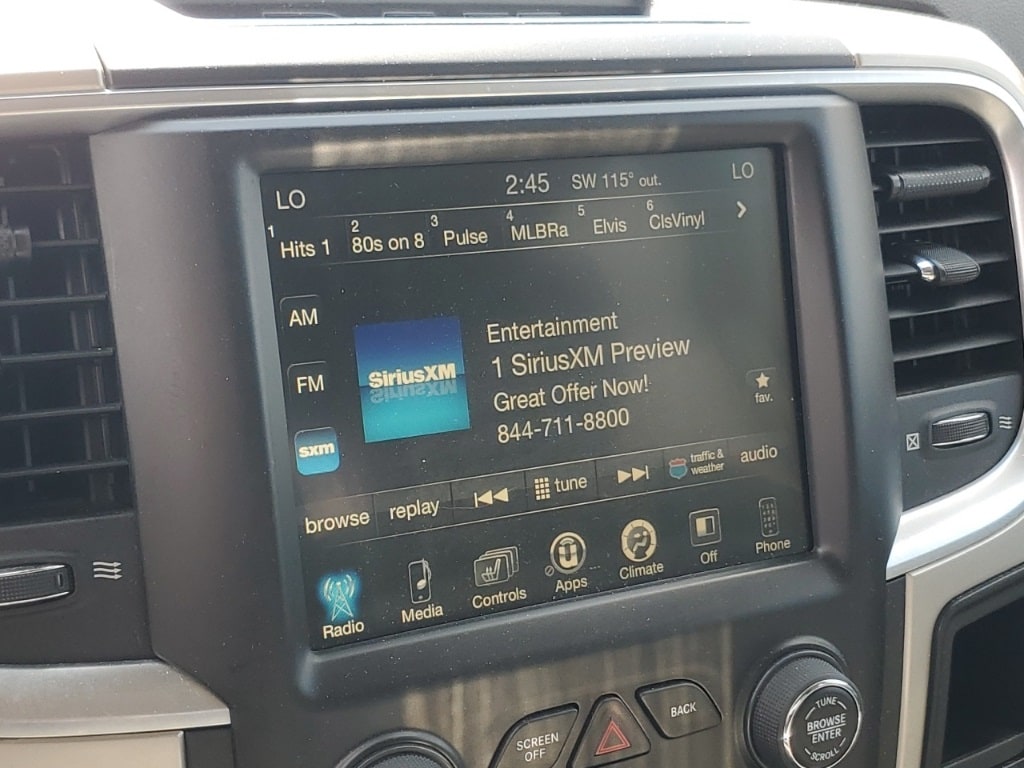 LO 2:45 SW 115° out. LO
1 Hits 1 2 80s on 8 3 Pulse 4 MLBRa 5 Elvis 6 ClsVinyl
AM
FM
sxm
SiriusXM
Entertainment
1 SiriusXM Preview
Great Offer Now!
844-711-8800
fav.
browse replay tune traffic & weather audio
Radio Media Controls Apps Climate Off Phone
SCREEN OFF
BACK
TUNE
BROWSE
ENTER
SCROLL